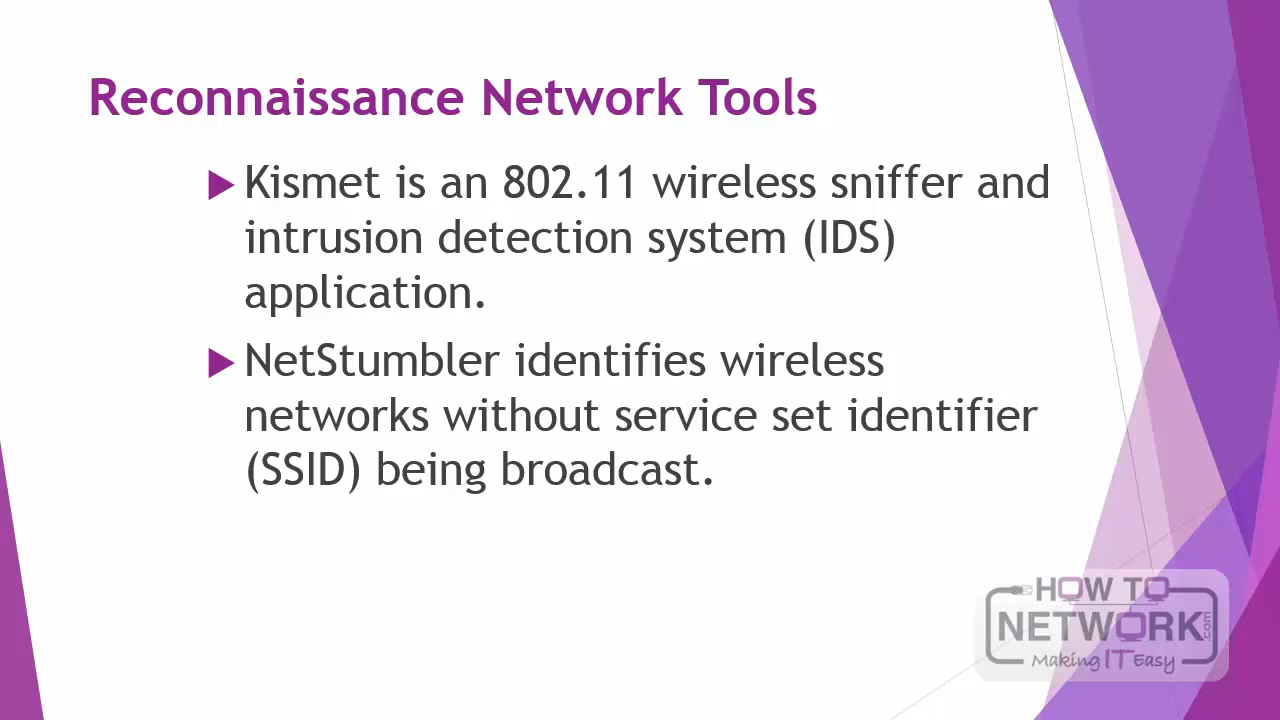 Reconnaissance Network Tools
Kismet is an 802.11 wireless sniffer and
intrusion detection system (IDS)
application.
NetStumbler identifies wireless
networks without service set identifier
(SSID) being broadcast.
HOW TO
NETWORK.com
Making IT Easy